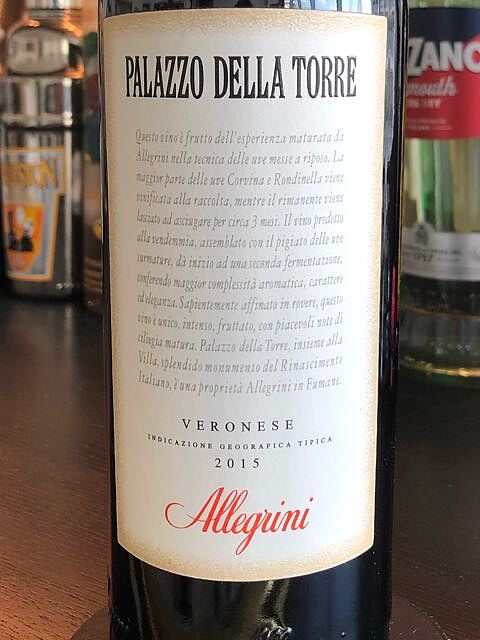 PALAZZO DELLA TORRE
Questo vino è frutto dell'esperienza maturata da
Allegrini nella tecnica delle uve messe a riposo. La
maggior parte delle uve Corvina e Rondinella viene
vinificata alla raccolta, mentre il rimanente viene
lasciato ad asciugare per circa 3 mesi. Il vino prodotto
alla vendemmia, assemblato con il pigiato delle uve
surmature, dà inizio ad una seconda fermentazione,
conferendo maggior complessità aromatica, carattere
ed eleganza. Sapientemente affinato in rovere, questo
vino è unico, intenso, fruttato, con piacevoli note di
ciliegia matura. Palazzo della Torre, insieme alla
Villa, splendido monumento del Rinascimento
Italiano, è una proprietà Allegrini in Fumane.
VERONESE
INDICAZIONE GEOGRAFICA TIPICA
2015
Allegrini
ZANO
mouth
DRY